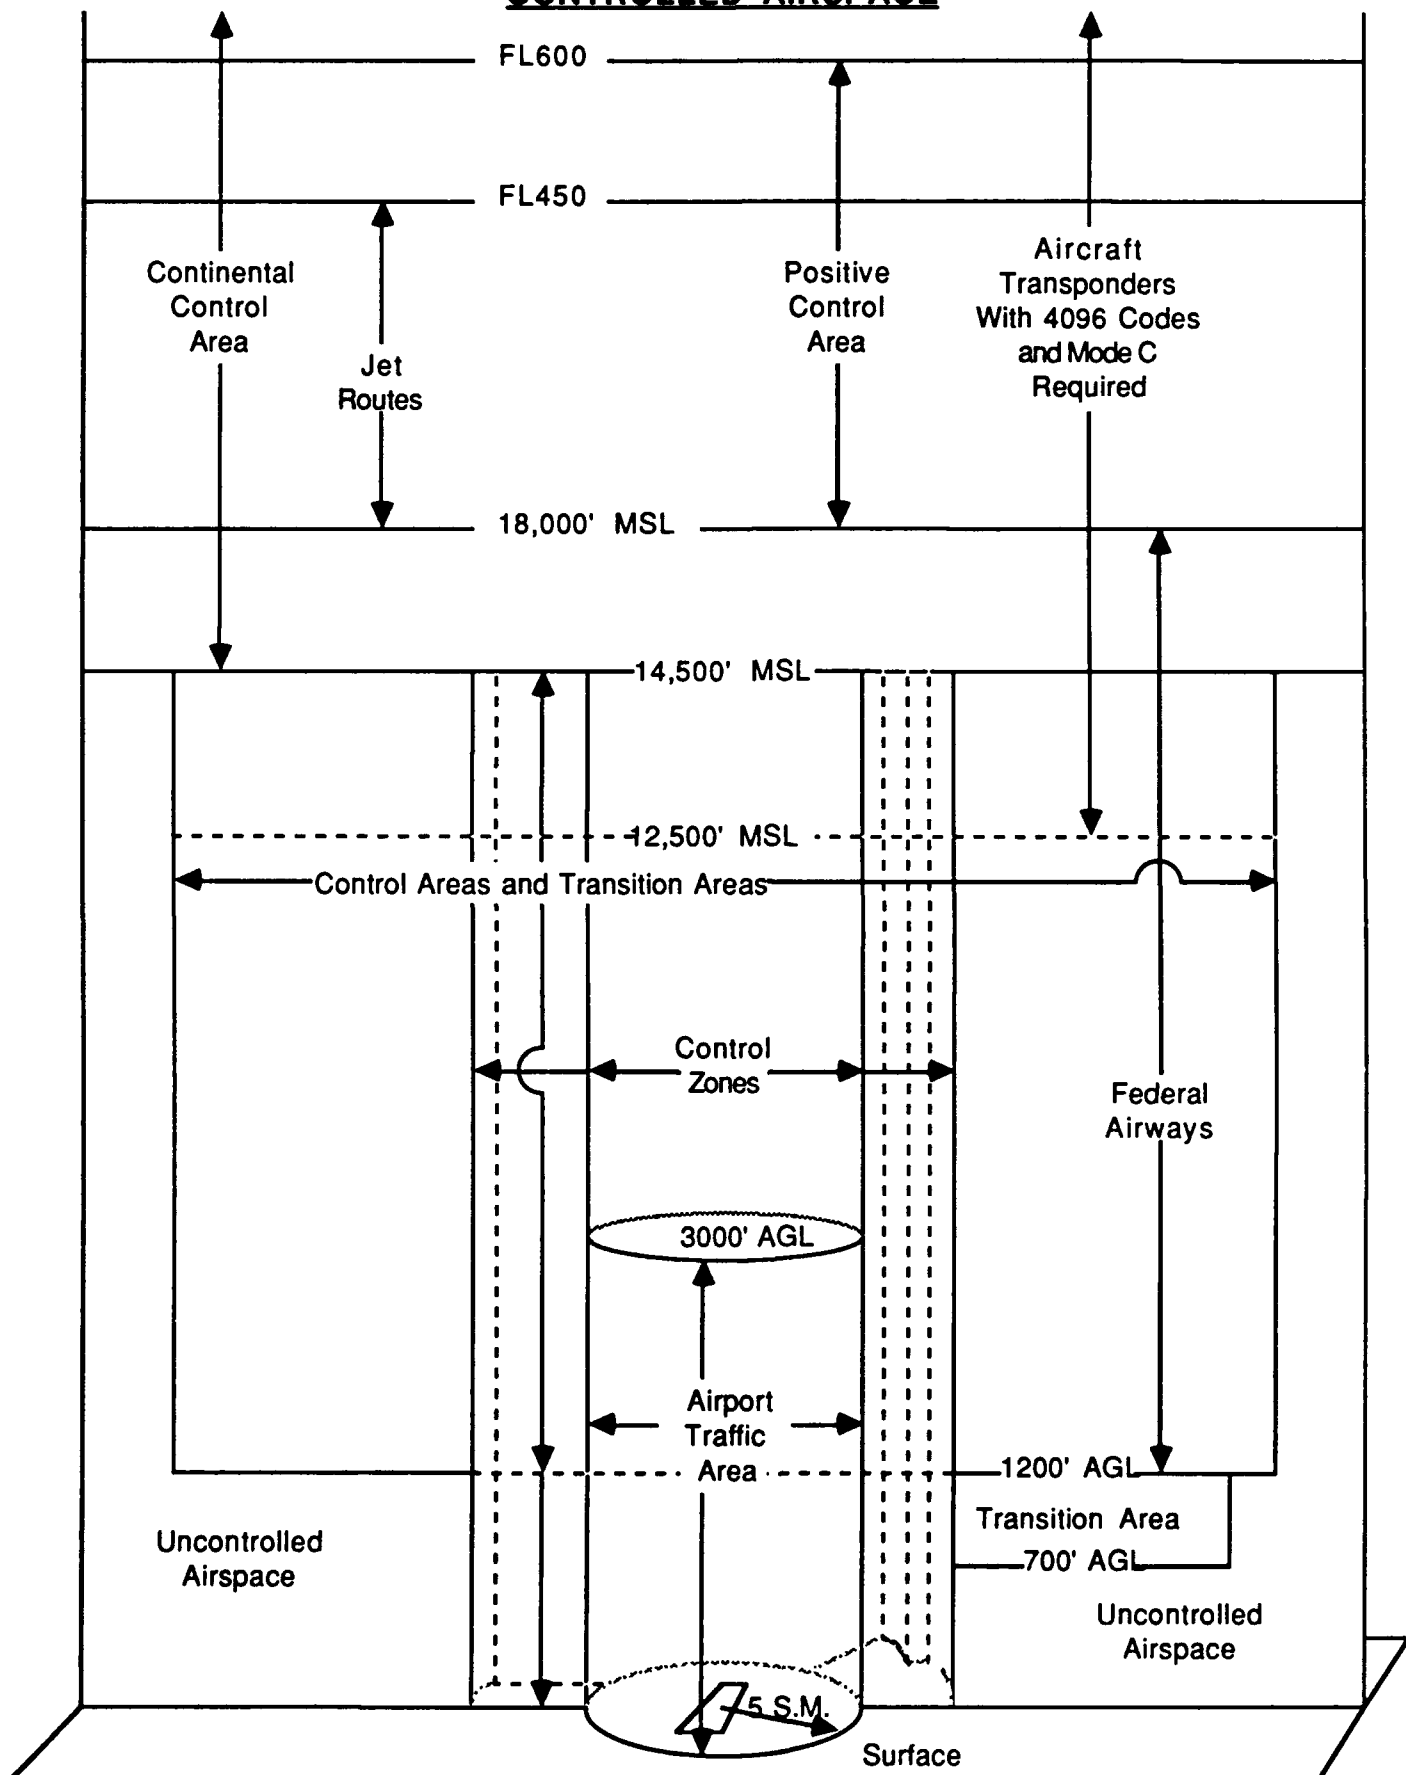 CONTROLLED AIRSPACE
FL600
FL450
Continental
Control
Area
Jet
Routes
Positive
Control
Area
Aircraft
Transponders
With 4096 Codes
and Mode C
Required
18,000' MSL
14,500' MSL
12,500' MSL
Control Areas and Transition Areas
Control
Zones
Federal
Airways
3000' AGL
Airport
Traffic
Area
1200' AGL
Transition Area
700' AGL
Uncontrolled
Airspace
Uncontrolled
Airspace
5 S.M.
Surface